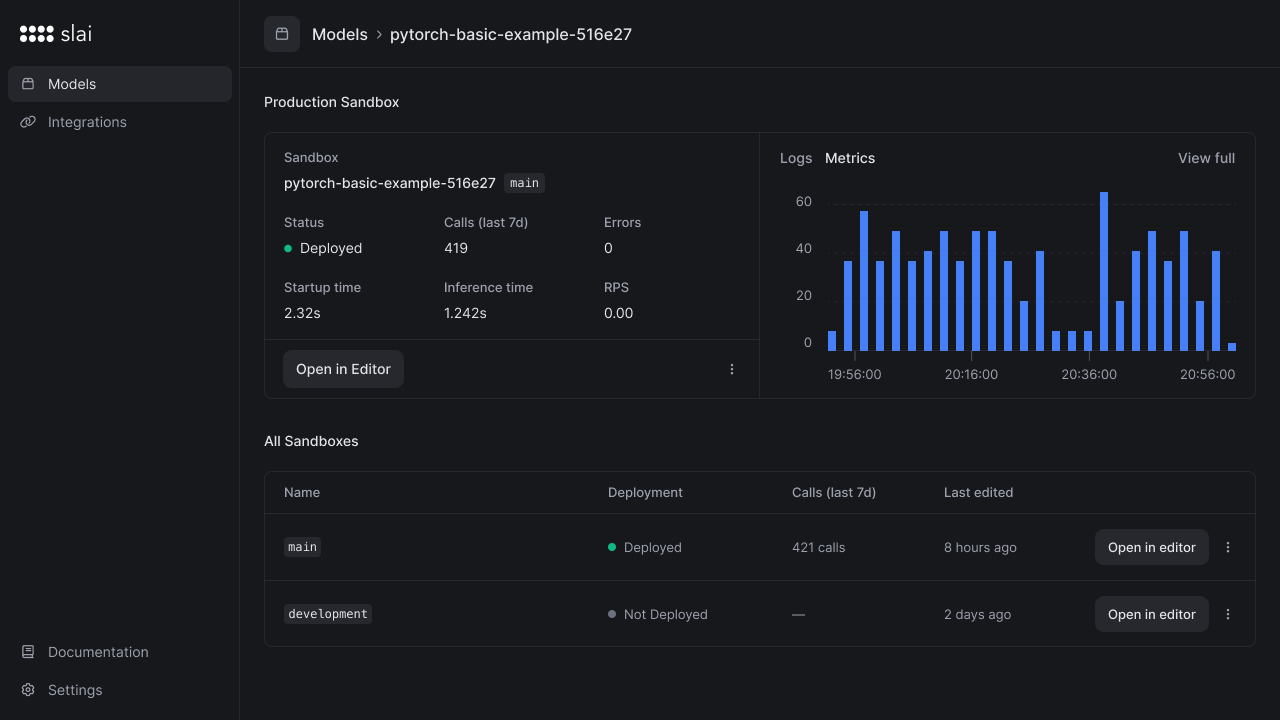 slai
Models
Integrations
Documentation
Settings
Models › pytorch-basic-example-516e27
Production Sandbox
Sandbox
pytorch-basic-example-516e27 main
Status Calls (last 7d) Errors
Deployed 419 0
Startup time Inference time RPS
2.32s 1.242s 0.00
Open in Editor
Logs Metrics View full
60
40
20
0
19:56:00 20:16:00 20:36:00 20:56:00
All Sandboxes
Name Deployment Calls (last 7d) Last edited
main Deployed 421 calls 8 hours ago Open in editor
development Not Deployed — 2 days ago Open in editor